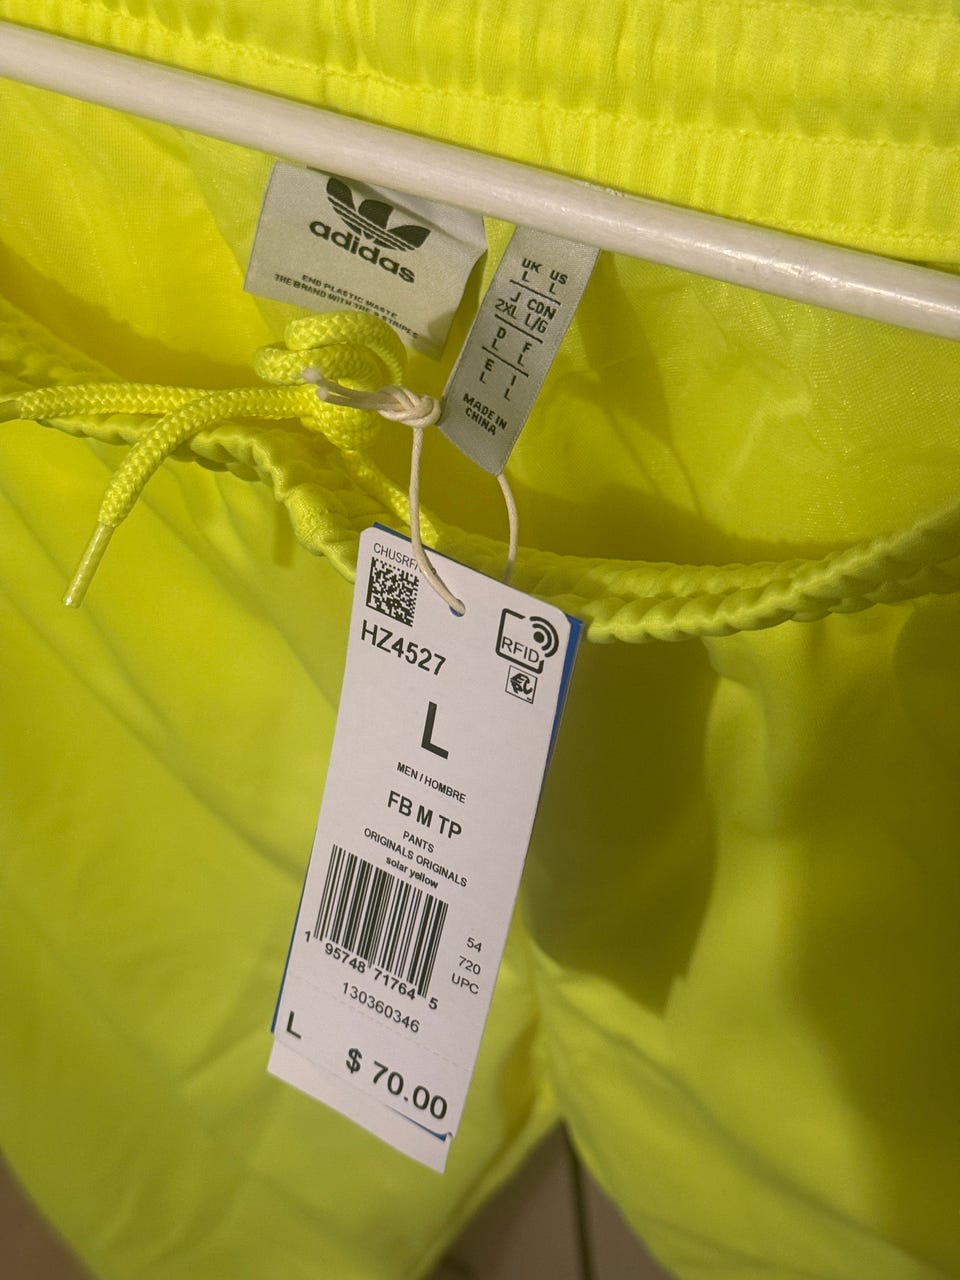 adidas
END PLASTIC WASTE
THE BRAND WITH THE 3 STRIPES
UK US
L L
J CDN
2XL L/G
D F
L L
E I
L L
MADE IN
CHINA
RFID
HZ4527
L
MEN / HOMBRE
FB M TP
PANTS
ORIGINALS ORIGINALS
solar yellow
1 95748 71764 5
54
720
UPC
130360346
L
$ 70.00